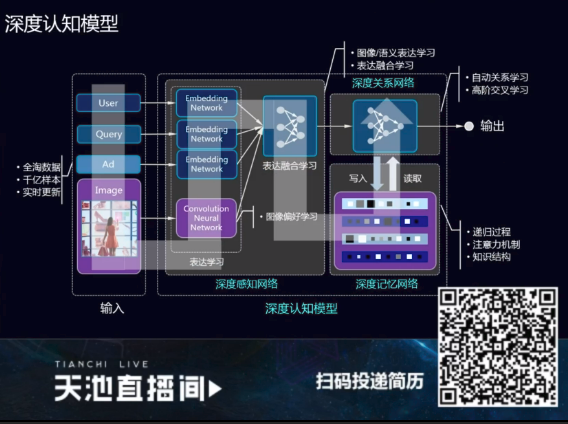 深度认知模型
• 图像/语义表达学习
• 表达融合学习
深度关系网络
• 自动关系学习
• 高阶交叉学习
User
Embedding
Network
Query
Embedding
Network
Ad
Embedding
Network
表达融合学习
输出
• 全淘数据
• 千亿样本
• 实时更新
Image
Convolution
Neural
Network
• 图像偏好学习
表达学习
写入
读取
• 递归过程
• 注意力机制
• 知识结构
深度感知网络
深度记忆网络
输入
深度认知模型
TIANCHI LIVE
天池直播间
扫码投递简历